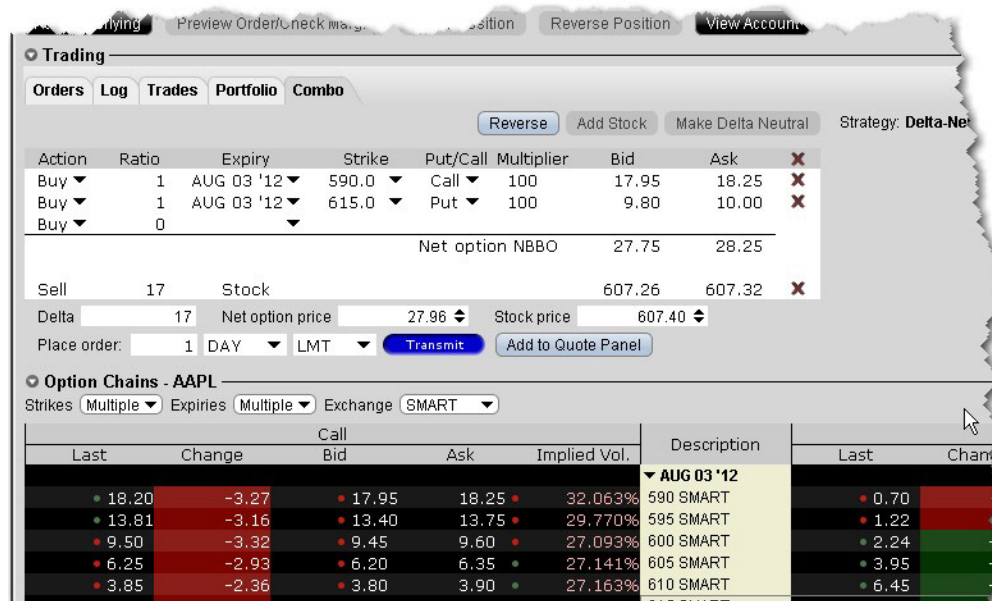 Preview Order/Check
Reverse Position
View Account
Trading
Orders Log Trades Portfolio Combo
Reverse Add Stock Make Delta Neutral Strategy:
Action Ratio Expiry Strike Put/Call Multiplier Bid Ask
Buy 1 AUG 03 '12 590.0 Call 100 17.95 18.25
Buy 1 AUG 03 '12 615.0 Put 100 9.80 10.00
Buy 0
Net option NBBO 27.75 28.25
Sell 17 Stock 607.26 607.32
Delta 17 Net option price 27.96 Stock price 607.40
Place order: 1 DAY LMT Transmit Add to Quote Panel
Option Chains - AAPL
Strikes Multiple Expiries Multiple Exchange SMART
Call
Description
Last Change Bid Ask Implied Vol. Last
AUG 03 '12
18.20 -3.27 17.95 18.25 32.063% 590 SMART 0.70
13.81 -3.16 13.40 13.75 29.770% 595 SMART 1.22
9.50 -3.32 9.45 9.60 27.093% 600 SMART 2.24
6.25 -2.93 6.20 6.35 27.141% 605 SMART 3.95
3.85 -2.36 3.80 3.90 27.163% 610 SMART 6.45